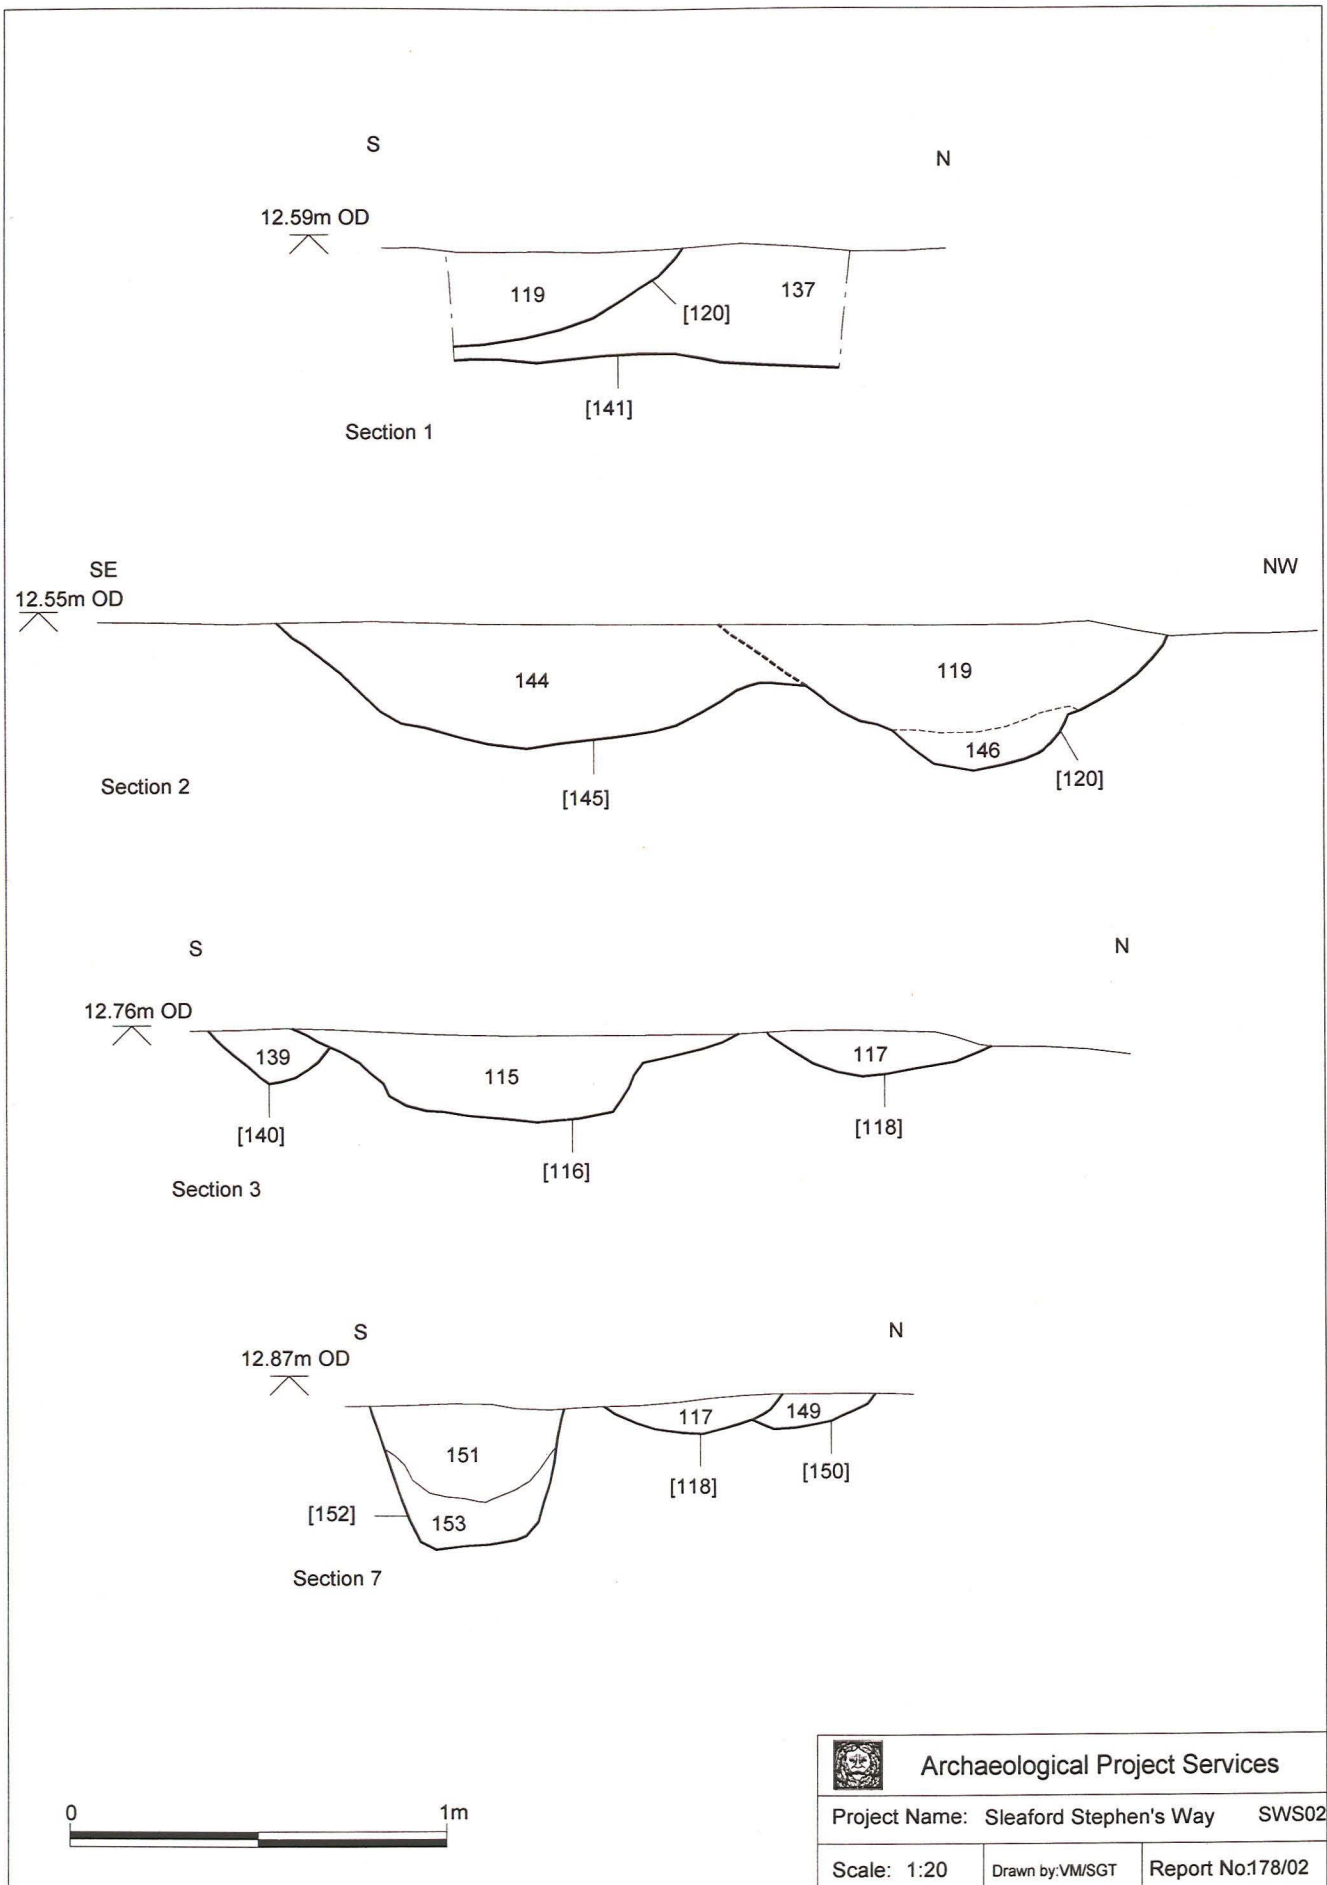 S N
12.59m OD
119 137
[120]
[141]
Section 1
SE NW
12.55m OD
144 119
146
Section 2 [145] [120]
S N
12.76m OD
139 115 117
[140] [116] [118]
Section 3
S N
12.87m OD
151 117 149
[118] [150]
[152] 153
Section 7
0 1m
Archaeological Project Services
Project Name: Sleaford Stephen's Way SWS02
Scale: 1:20 Drawn by:VM/SGT Report No:178/02